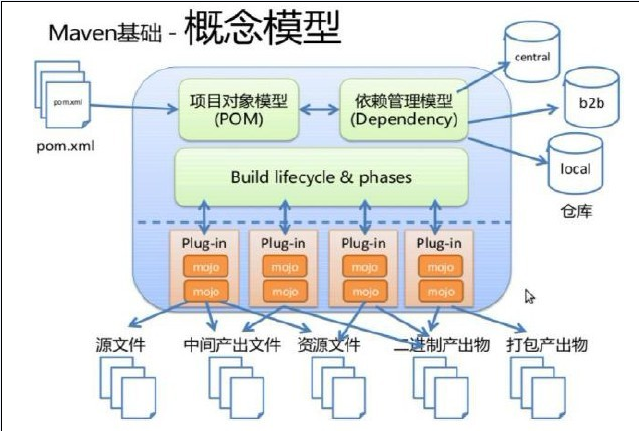 Maven基础 - 概念模型
central
pom.xml
项目对象模型
(POM)
依赖管理模型
(Dependency)
b2b
pom.xml
local
Build lifecycle & phases
仓库
Plug-in
Plug-in
Plug-in
Plug-in
mojo
mojo
mojo
mojo
mojo
mojo
mojo
mojo
源文件
中间产出文件
资源文件
二进制产出物
打包产出物